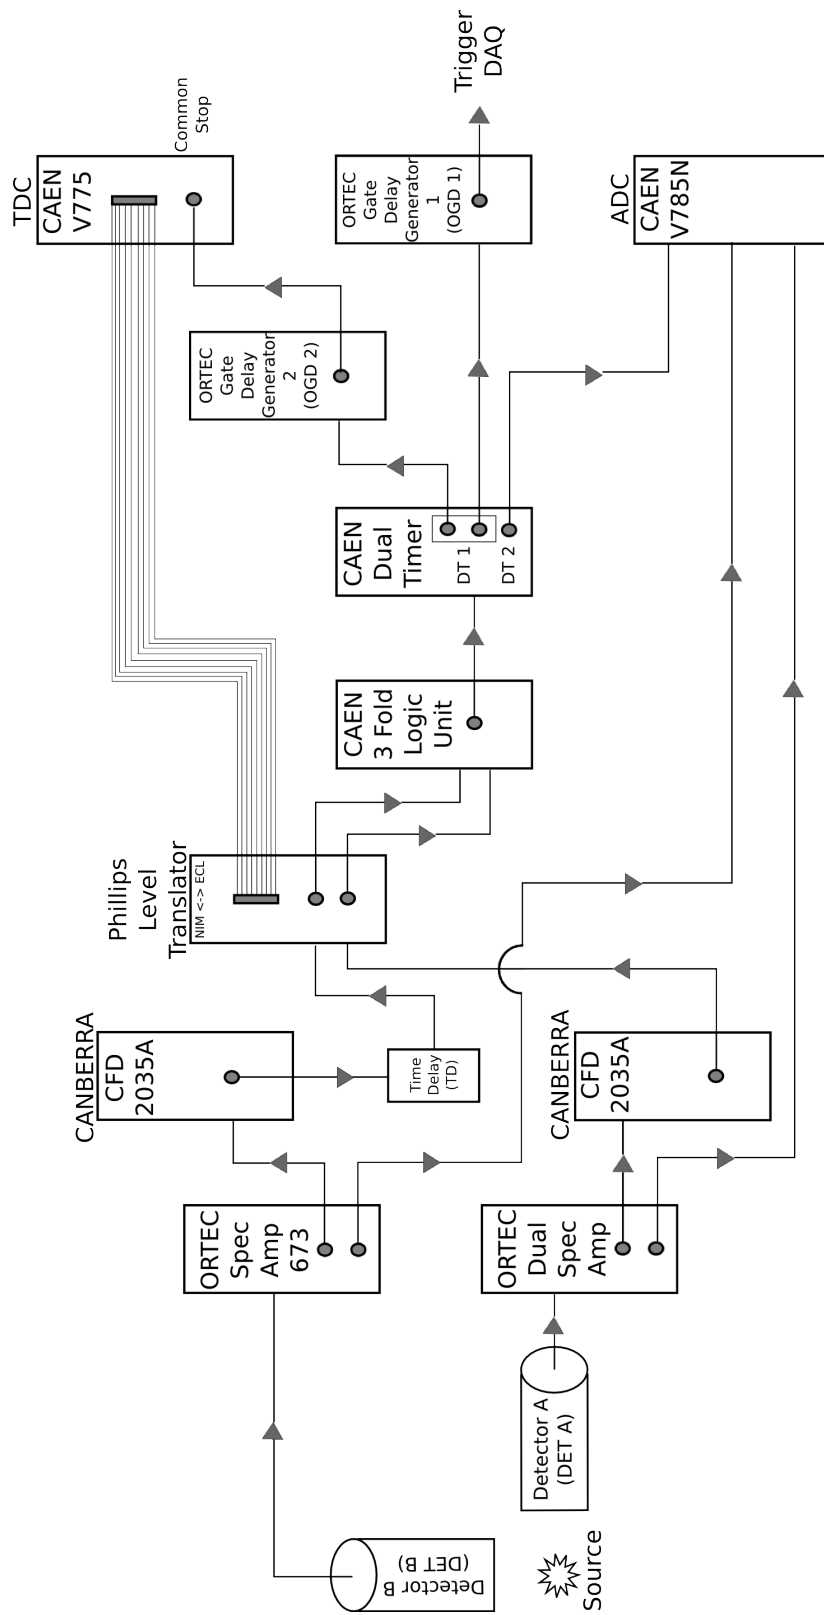 TDC
CAEN
V775
Common
Stop
ORTEC
Gate
Delay
Generator
1
(OGD 1)
Trigger
DAQ
ADC
CAEN
V785N
ORTEC
Gate
Delay
Generator
2
(OGD 2)
CAEN
Dual
Timer
DT 1
DT 2
CAEN
3 Fold
Logic
Unit
Phillips
Level
Translator
NIM <-> ECL
CANBERRA
CFD
2035A
Time
Delay
(TD)
CANBERRA
CFD
2035A
ORTEC
Spec
Amp
673
ORTEC
Dual
Spec
Amp
Detector A
(DET A)
Detector B
(DET B)
Source